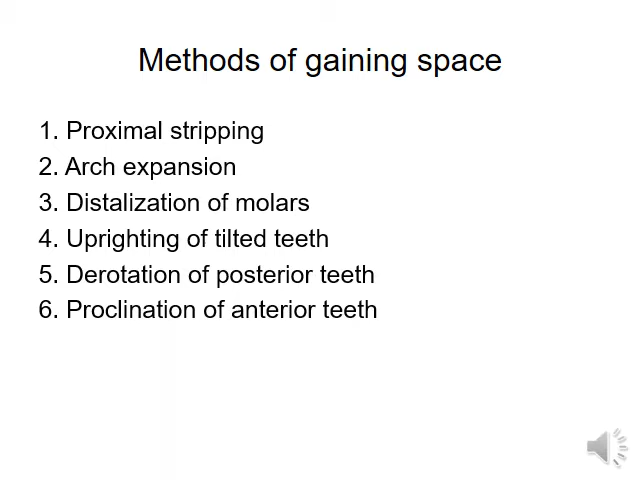 Methods of gaining space
1. Proximal stripping
2. Arch expansion
3. Distalization of molars
4. Uprighting of tilted teeth
5. Derotation of posterior teeth
6. Proclination of anterior teeth